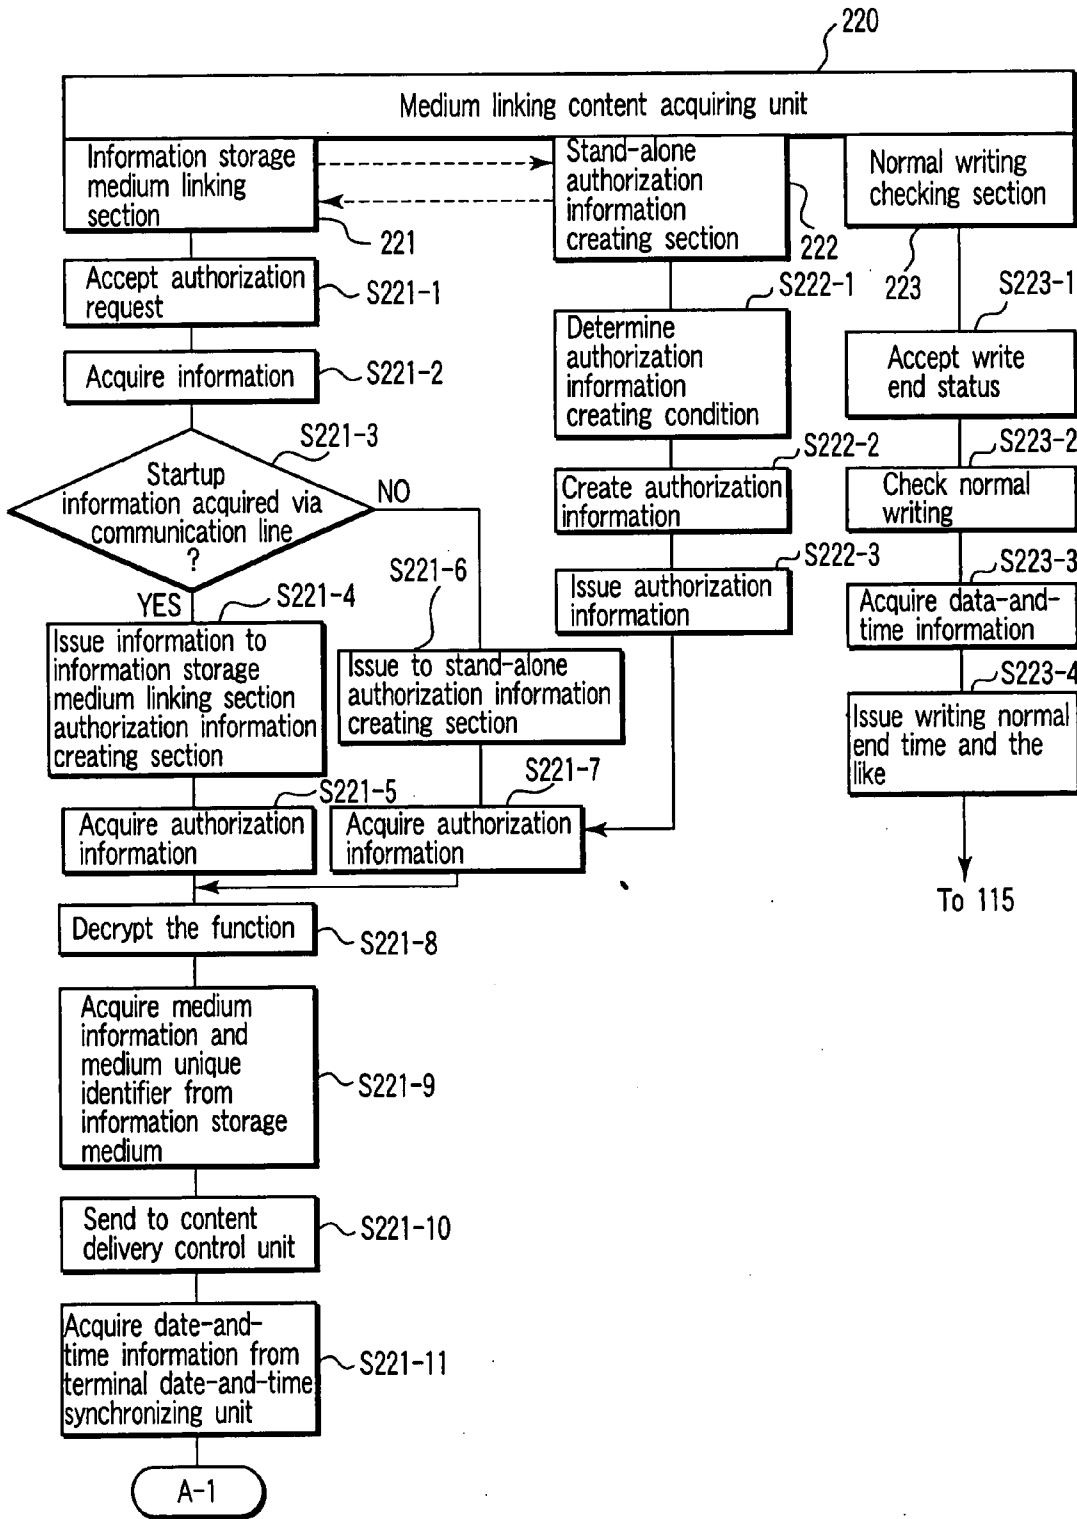 220
Medium linking content acquiring unit
Information storage
medium linking
section
221
Stand-alone
authorization
information
creating section
222
Normal writing
checking section
223
Accept authorization
request
S221-1
Acquire information
S221-2
S221-3
Startup
information acquired via
communication line
?
NO
YES
S221-4
Issue information to
information storage
medium linking section
authorization information
creating section
S221-5
Acquire authorization
information
S221-6
Issue to stand-alone
authorization information
creating section
S221-7
Acquire authorization
information
Decrypt the function
S221-8
Acquire medium
information and
medium unique
identifier from
information storage
medium
S221-9
Send to content
delivery control unit
S221-10
Acquire date-and-
time information from
terminal date-and-time
synchronizing unit
S221-11
A-1
S222-1
Determine
authorization
information
creating condition
S222-2
Create authorization
information
S222-3
Issue authorization
information
S223-1
Accept write
end status
S223-2
Check normal
writing
S223-3
Acquire data-and-
time information
S223-4
Issue writing normal
end time and the
like
To 115